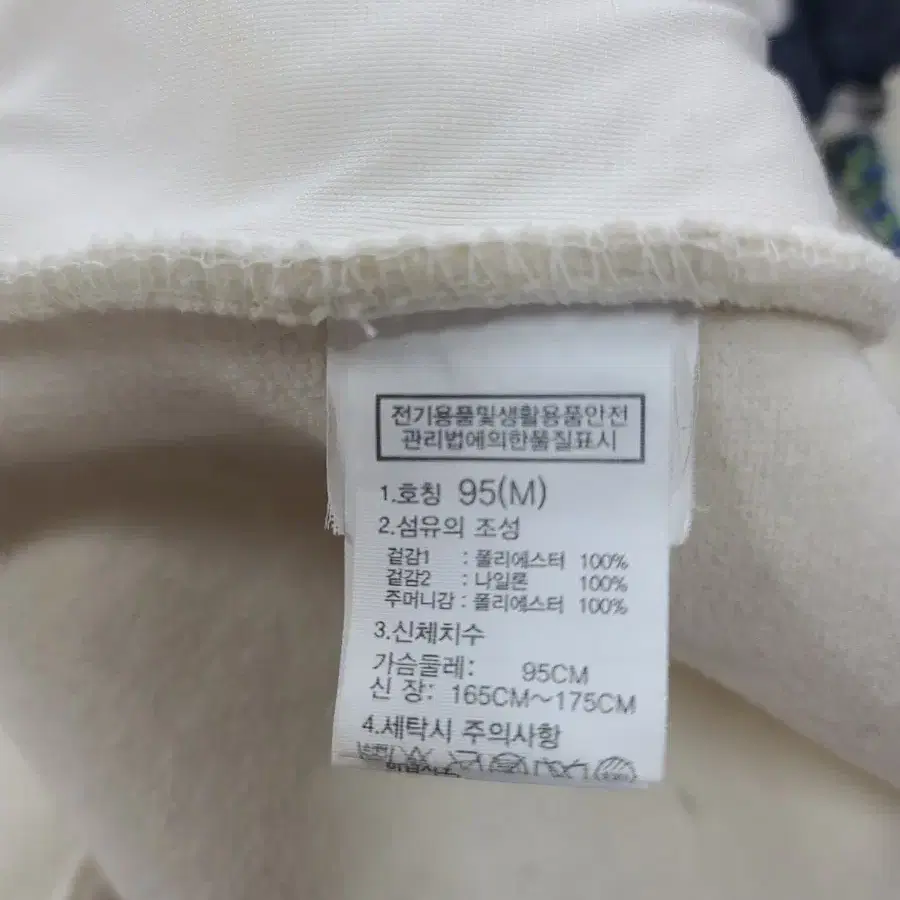 전기용품및생활용품안전
관리법에의한물질표시
1.호칭 95(M)
2.섬유의 조성
겉감1 : 폴리에스터 100%
겉감2 : 나일론 100%
주머니감 : 폴리에스터 100%
3.신체치수
가슴둘레: 95CM
신 장: 165CM~175CM
4.세탁시 주의사항